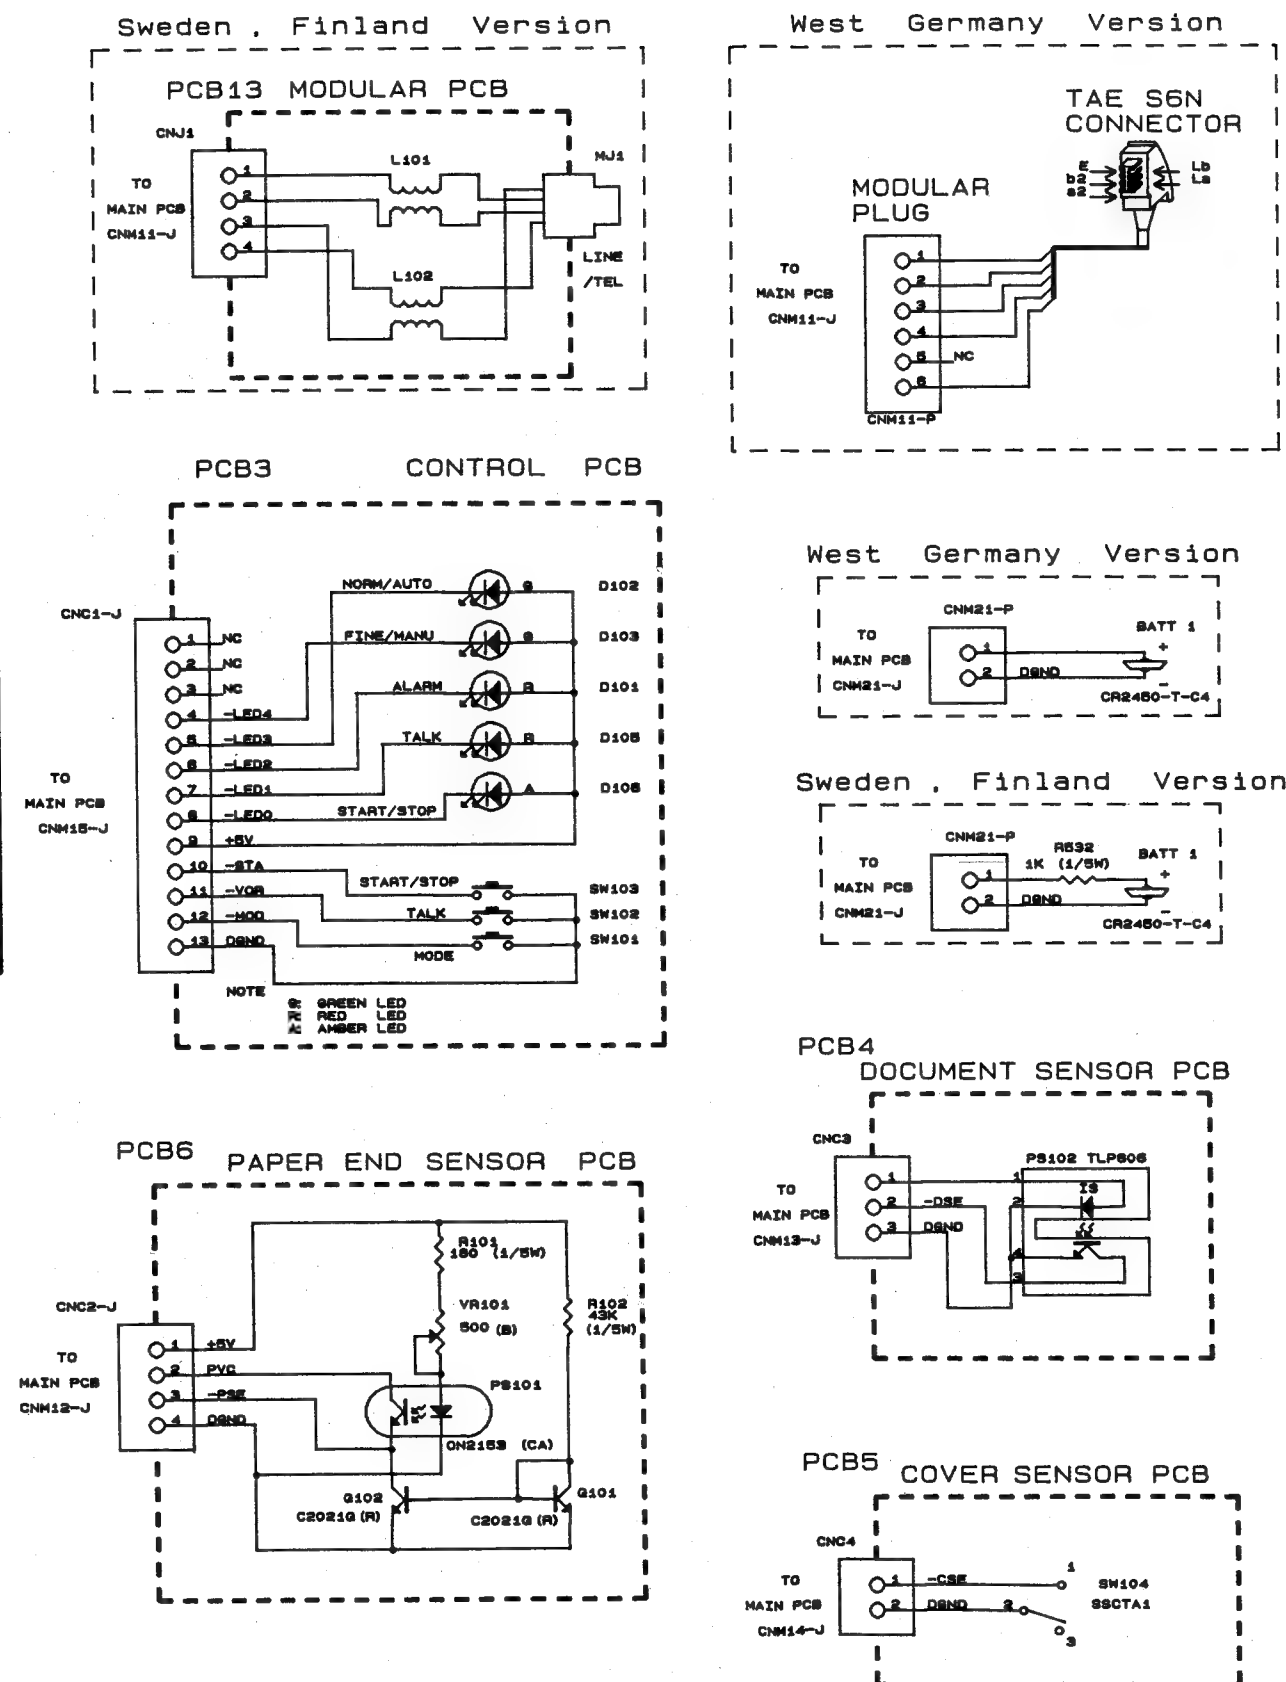 Sweden . Finland Version
PCB13 MODULAR PCB
CNJ1
TO
MAIN PCB
CNM11-J
1
2
3
4
L101
L102
MJ1
LINE
/TEL
West Germany Version
TAE S6N
CONNECTOR
E
b2
a2
Lb
La
MODULAR
PLUG
TO
MAIN PCB
CNM11-J
1
2
3
4
5 NC
6
CNM11-P
PCB3 CONTROL PCB
CNC1-J
TO
MAIN PCB
CNM15-J
1 NC
2 NC
3 NC
4 -LED4
5 -LED3
6 -LED2
7 -LED1
8 -LED0
9 +5V
10 -STA
11 -VOR
12 -MOD
13 DGND
NORM/AUTO G D102
FINE/MANU G D103
ALARM R D101
TALK R D105
START/STOP A D106
START/STOP SW103
TALK SW102
MODE SW101
NOTE
G: GREEN LED
R: RED LED
A: AMBER LED
West Germany Version
CNM21-P
TO
MAIN PCB
CNM21-J
1
2 DGND
BATT 1
+
-
CR2450-T-C4
Sweden . Finland Version
CNM21-P
TO
MAIN PCB
CNM21-J
1
2 DGND
R532
1K (1/5W)
BATT 1
+
-
CR2450-T-C4
PCB4
DOCUMENT SENSOR PCB
CNC3
TO
MAIN PCB
CNM13-J
1
2 -DSE
3 DGND
PS102 TLP606
1
2
4
3
IS
PCB6
PAPER END SENSOR PCB
CNC2-J
TO
MAIN PCB
CNM12-J
1 +5V
2 PVC
3 -PSE
4 DGND
R101
180 (1/5W)
VR101
500 (B)
R102
43K
(1/5W)
PS101
ON2153 (CA)
Q102
C2021Q (R)
Q101
C2021Q (R)
PCB5
COVER SENSOR PCB
CNC4
TO
MAIN PCB
CNM14-J
1 -CSE
2 DGND
1
2
3
SW104
SSCTA1